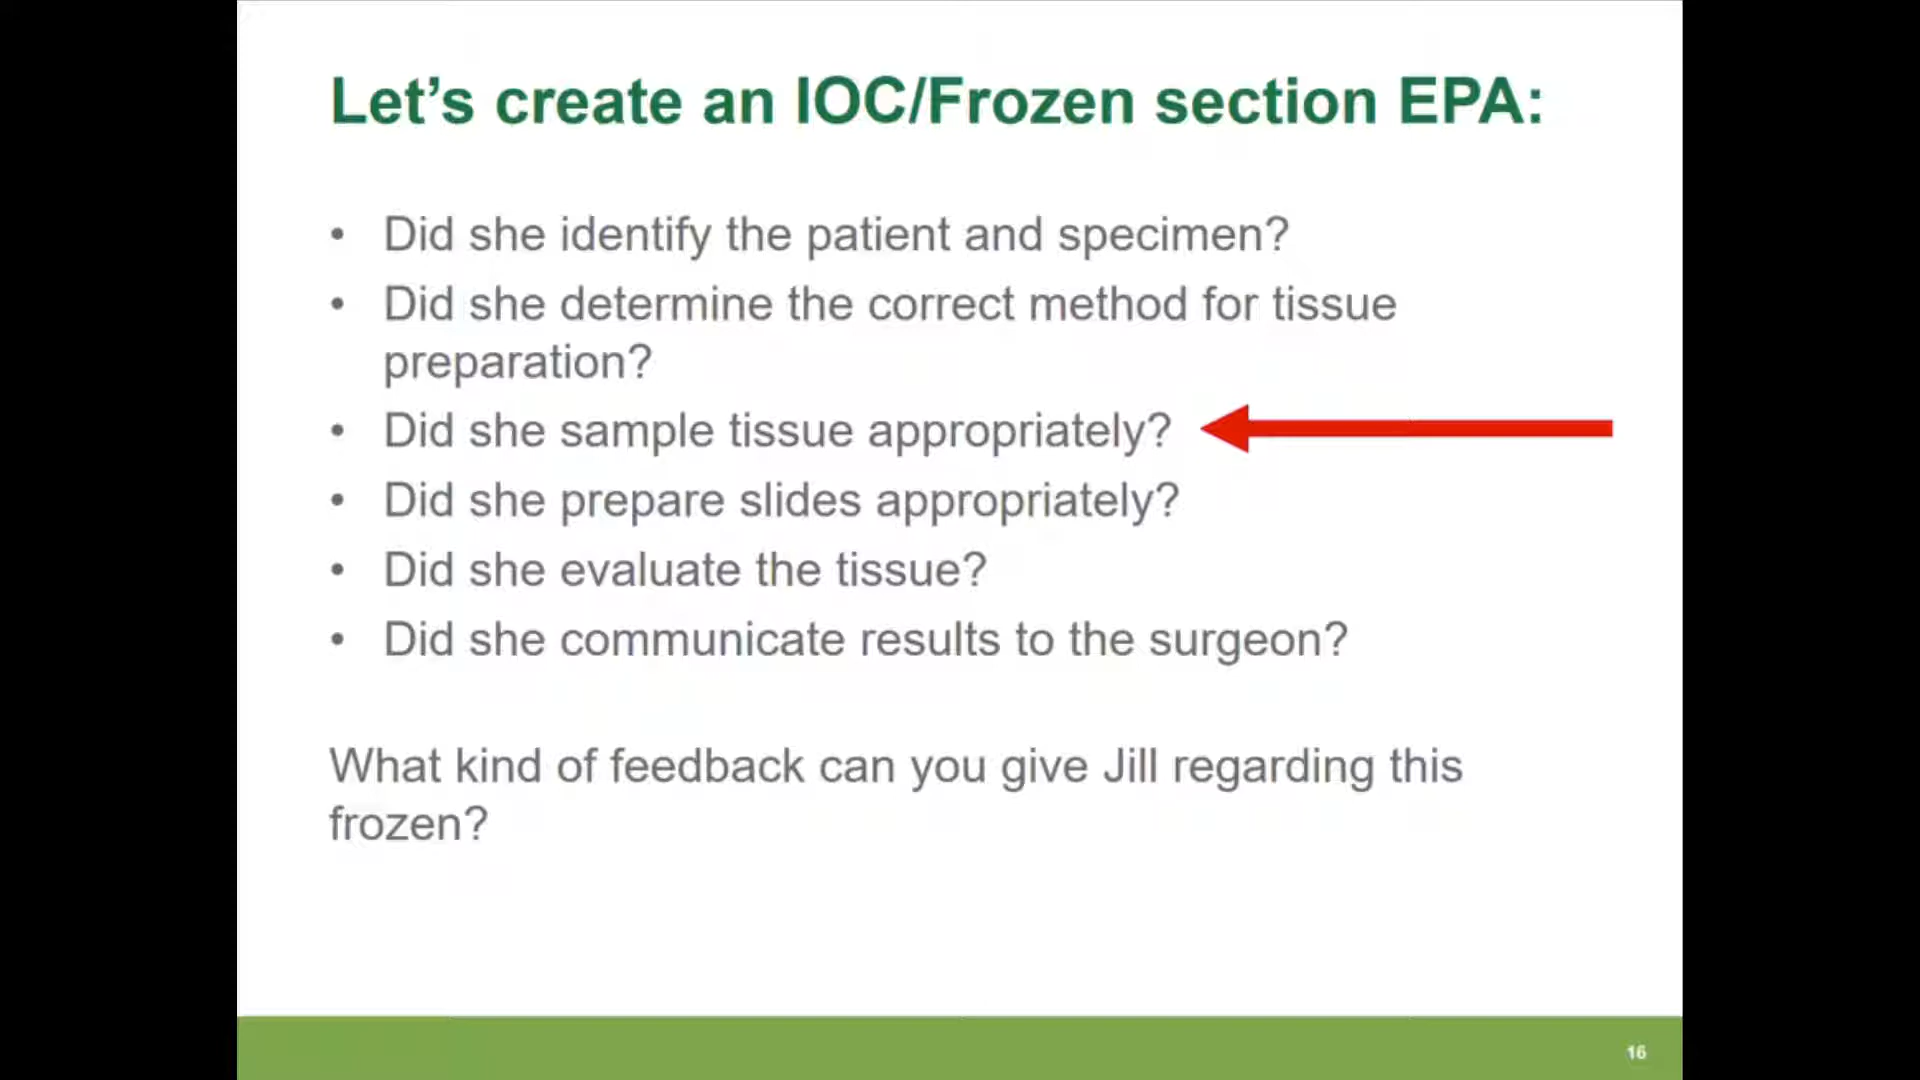 Let’s create an IOC/Frozen section EPA:
• Did she identify the patient and specimen?
• Did she determine the correct method for tissue
preparation?
• Did she sample tissue appropriately?
• Did she prepare slides appropriately?
• Did she evaluate the tissue?
• Did she communicate results to the surgeon?
What kind of feedback can you give Jill regarding this
frozen?
16